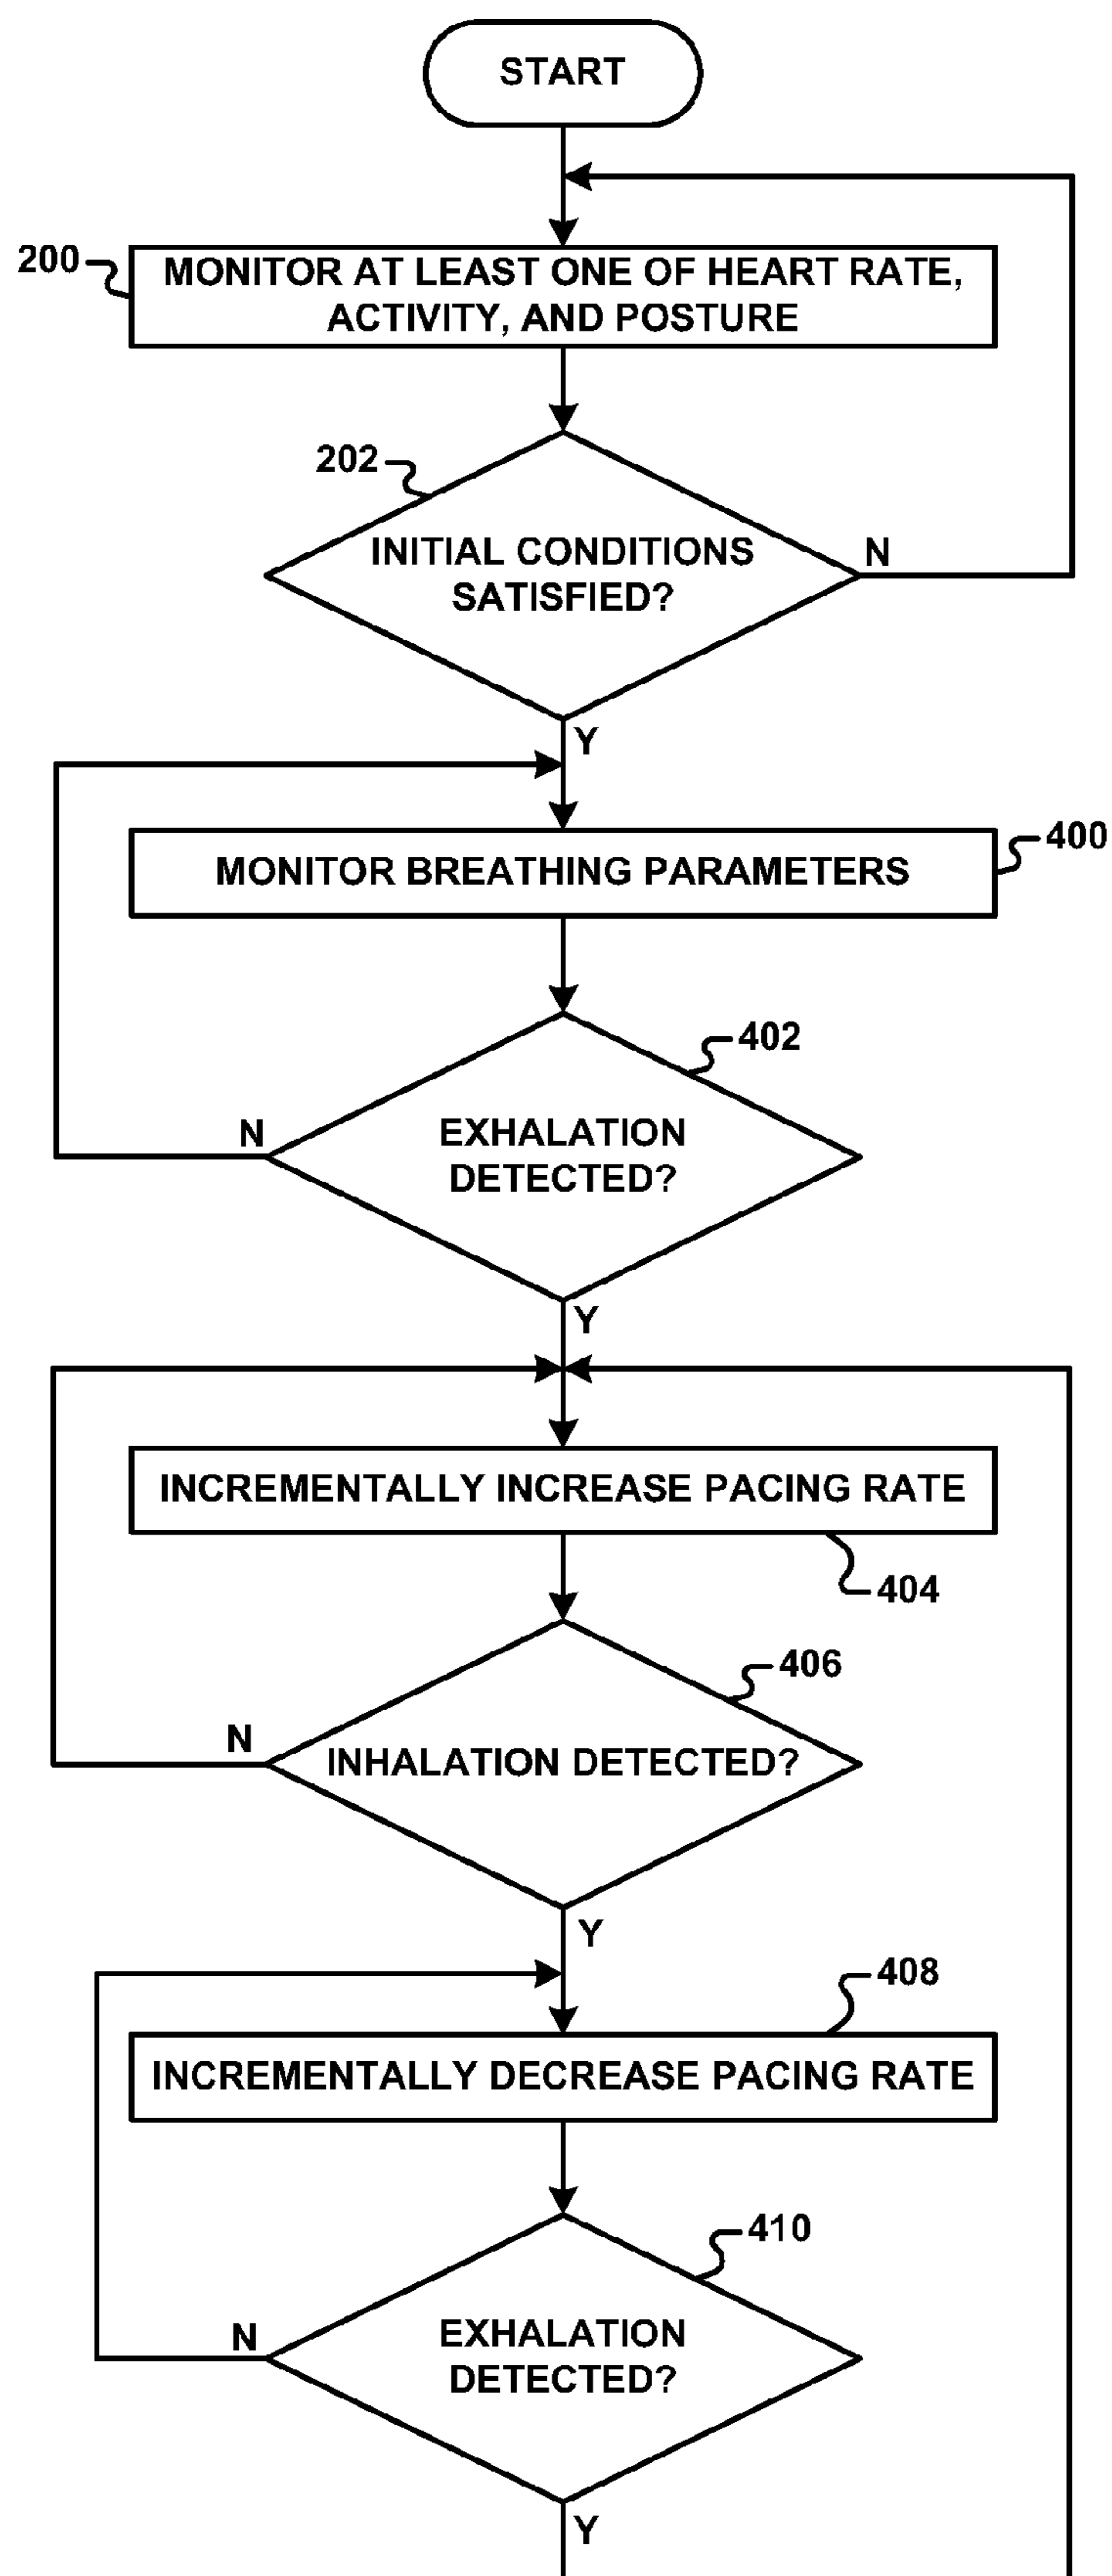 START
200
MONITOR AT LEAST ONE OF HEART RATE,
ACTIVITY, AND POSTURE
202
INITIAL CONDITIONS
SATISFIED?
N
Y
MONITOR BREATHING PARAMETERS
400
402
EXHALATION
DETECTED?
N
Y
INCREMENTALLY INCREASE PACING RATE
404
406
INHALATION DETECTED?
N
Y
408
INCREMENTALLY DECREASE PACING RATE
410
EXHALATION
DETECTED?
N
Y